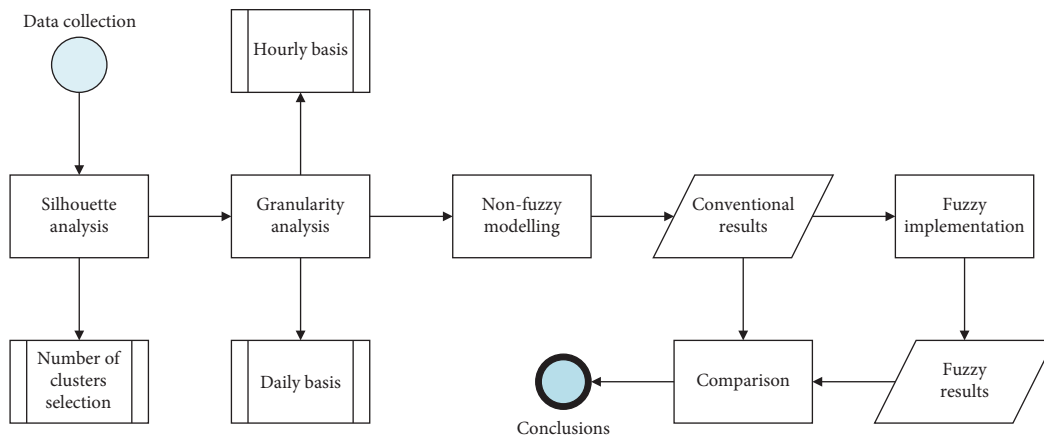 Data collection
Hourly basis
Silhouette
analysis
Granularity
analysis
Non-fuzzy
modelling
Conventional
results
Fuzzy
implementation
Number of
clusters
selection
Daily basis
Conclusions
Comparison
Fuzzy
results